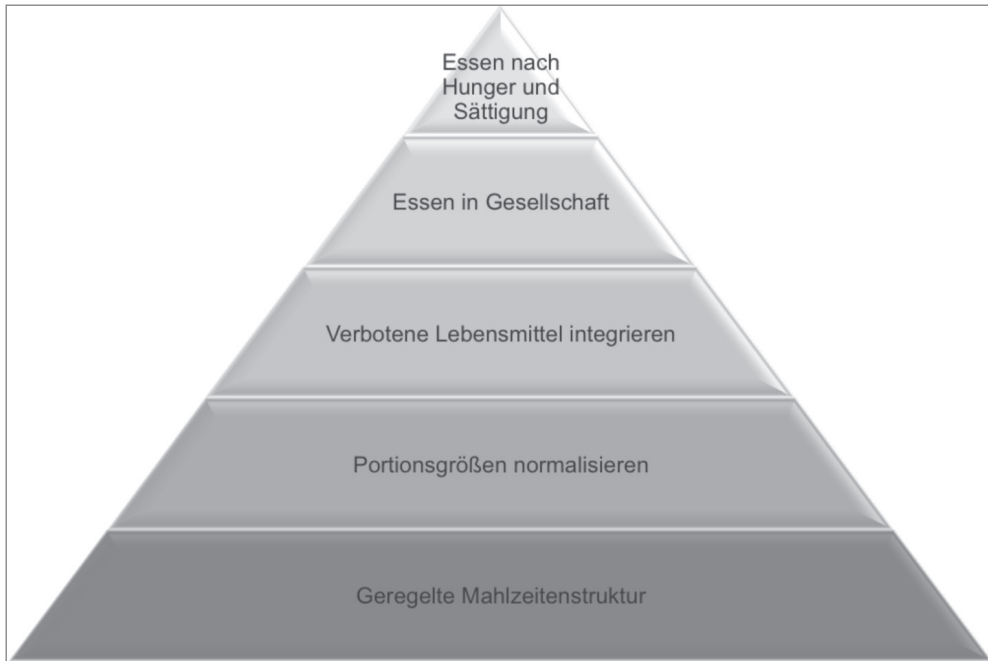 Essen nach
Hunger und
Sättigung
Essen in Gesellschaft
Verbotene Lebensmittel integrieren
Portionsgrößen normalisieren
Geregelte Mahlzeitenstruktur